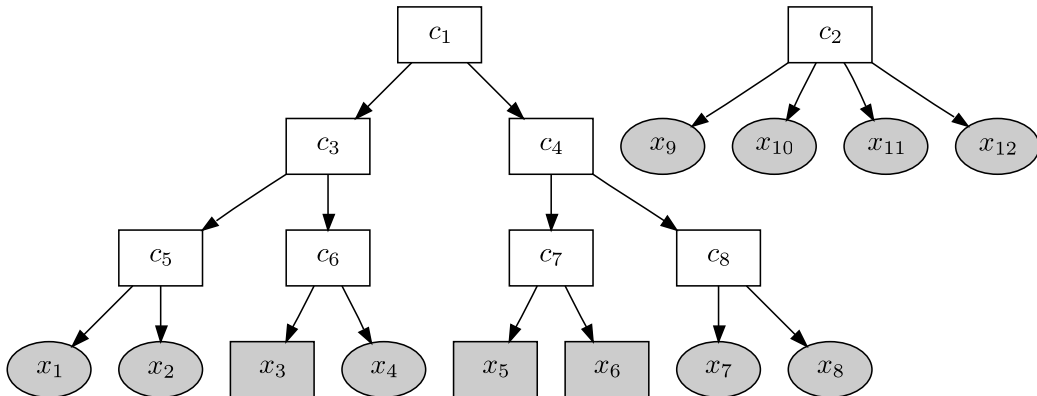 c₁ c₂
c₃ c₄ x₉ x₁₀ x₁₁ x₁₂
c₅ c₆ c₇ c₈
x₁ x₂ x₃ x₄ x₅ x₆ x₇ x₈